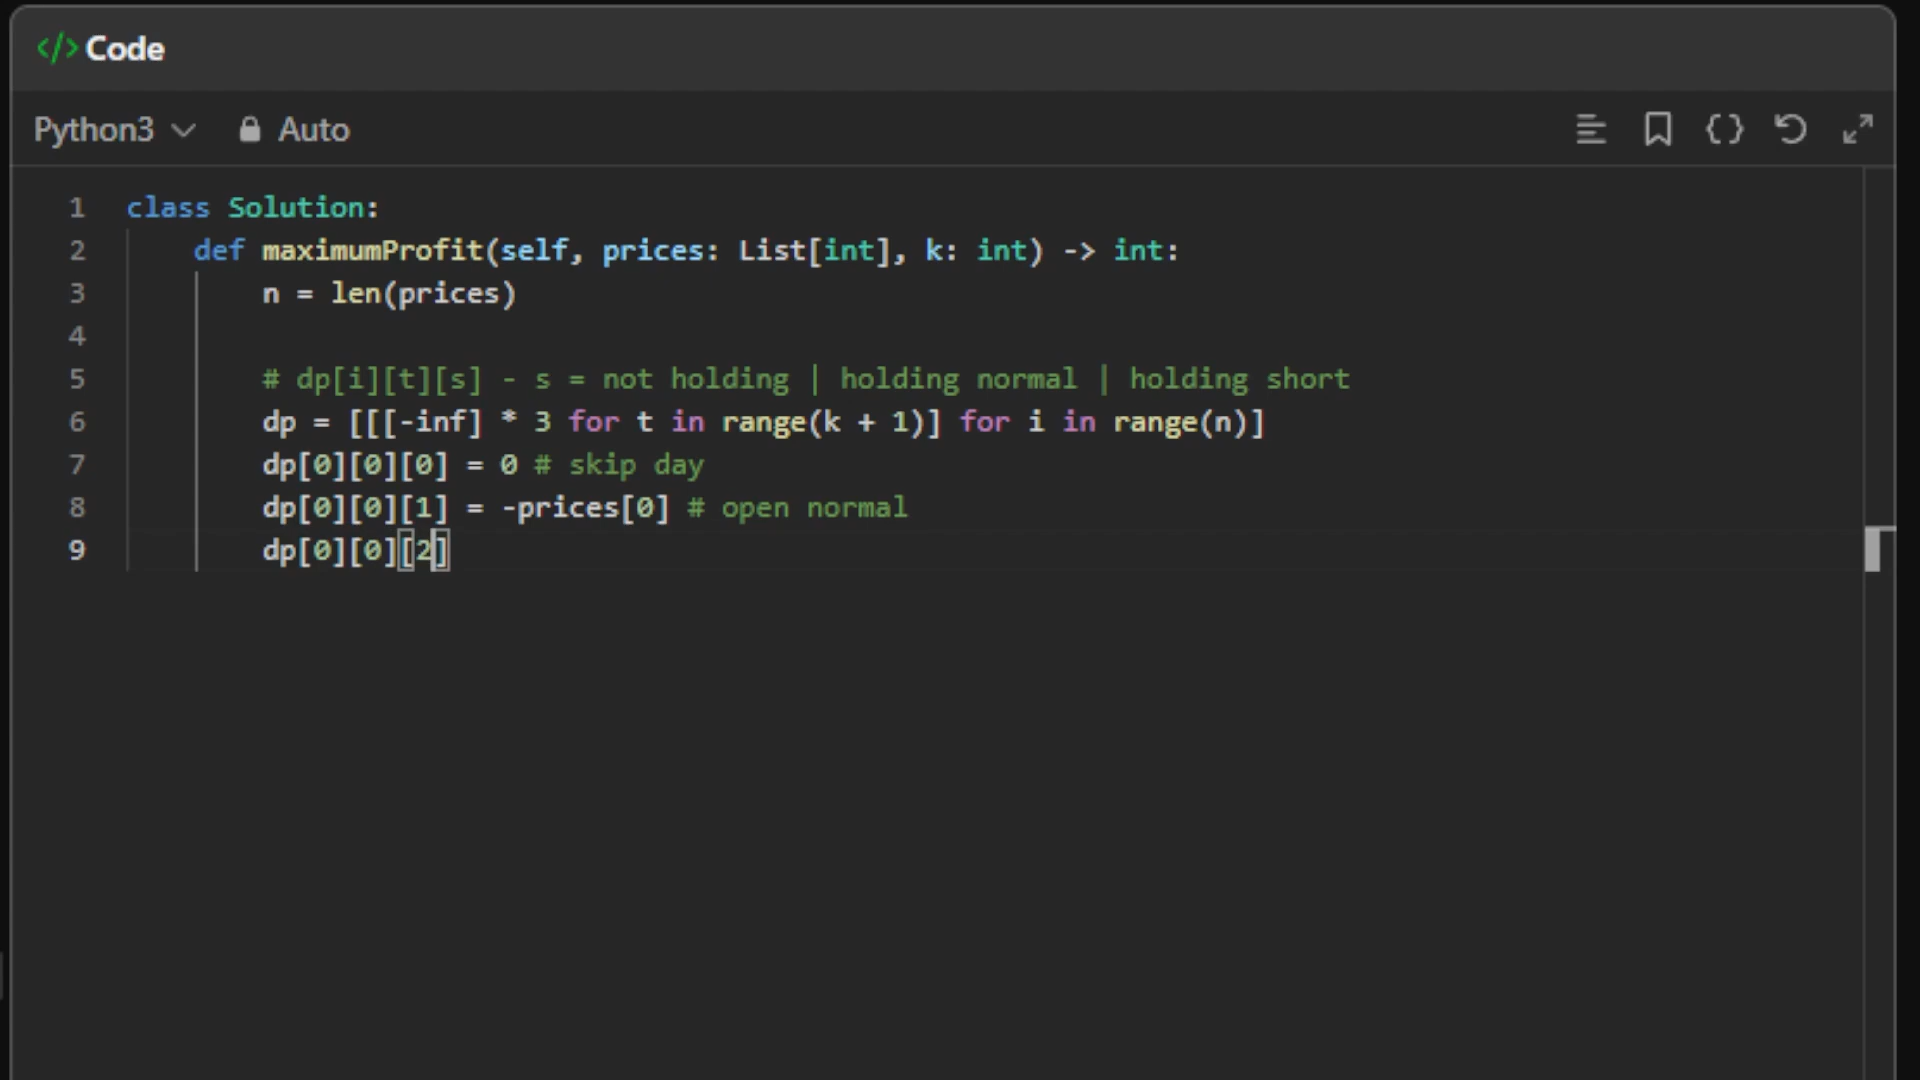 </> Code
Python3 Auto
1 class Solution:
2     def maximumProfit(self, prices: List[int], k: int) -> int:
3         n = len(prices)
4
5         # dp[i][t][s] - s = not holding | holding normal | holding short
6         dp = [[[-inf] * 3 for t in range(k + 1)] for i in range(n)]
7         dp[0][0][0] = 0 # skip day
8         dp[0][0][1] = -prices[0] # open normal
9         dp[0][0][2]